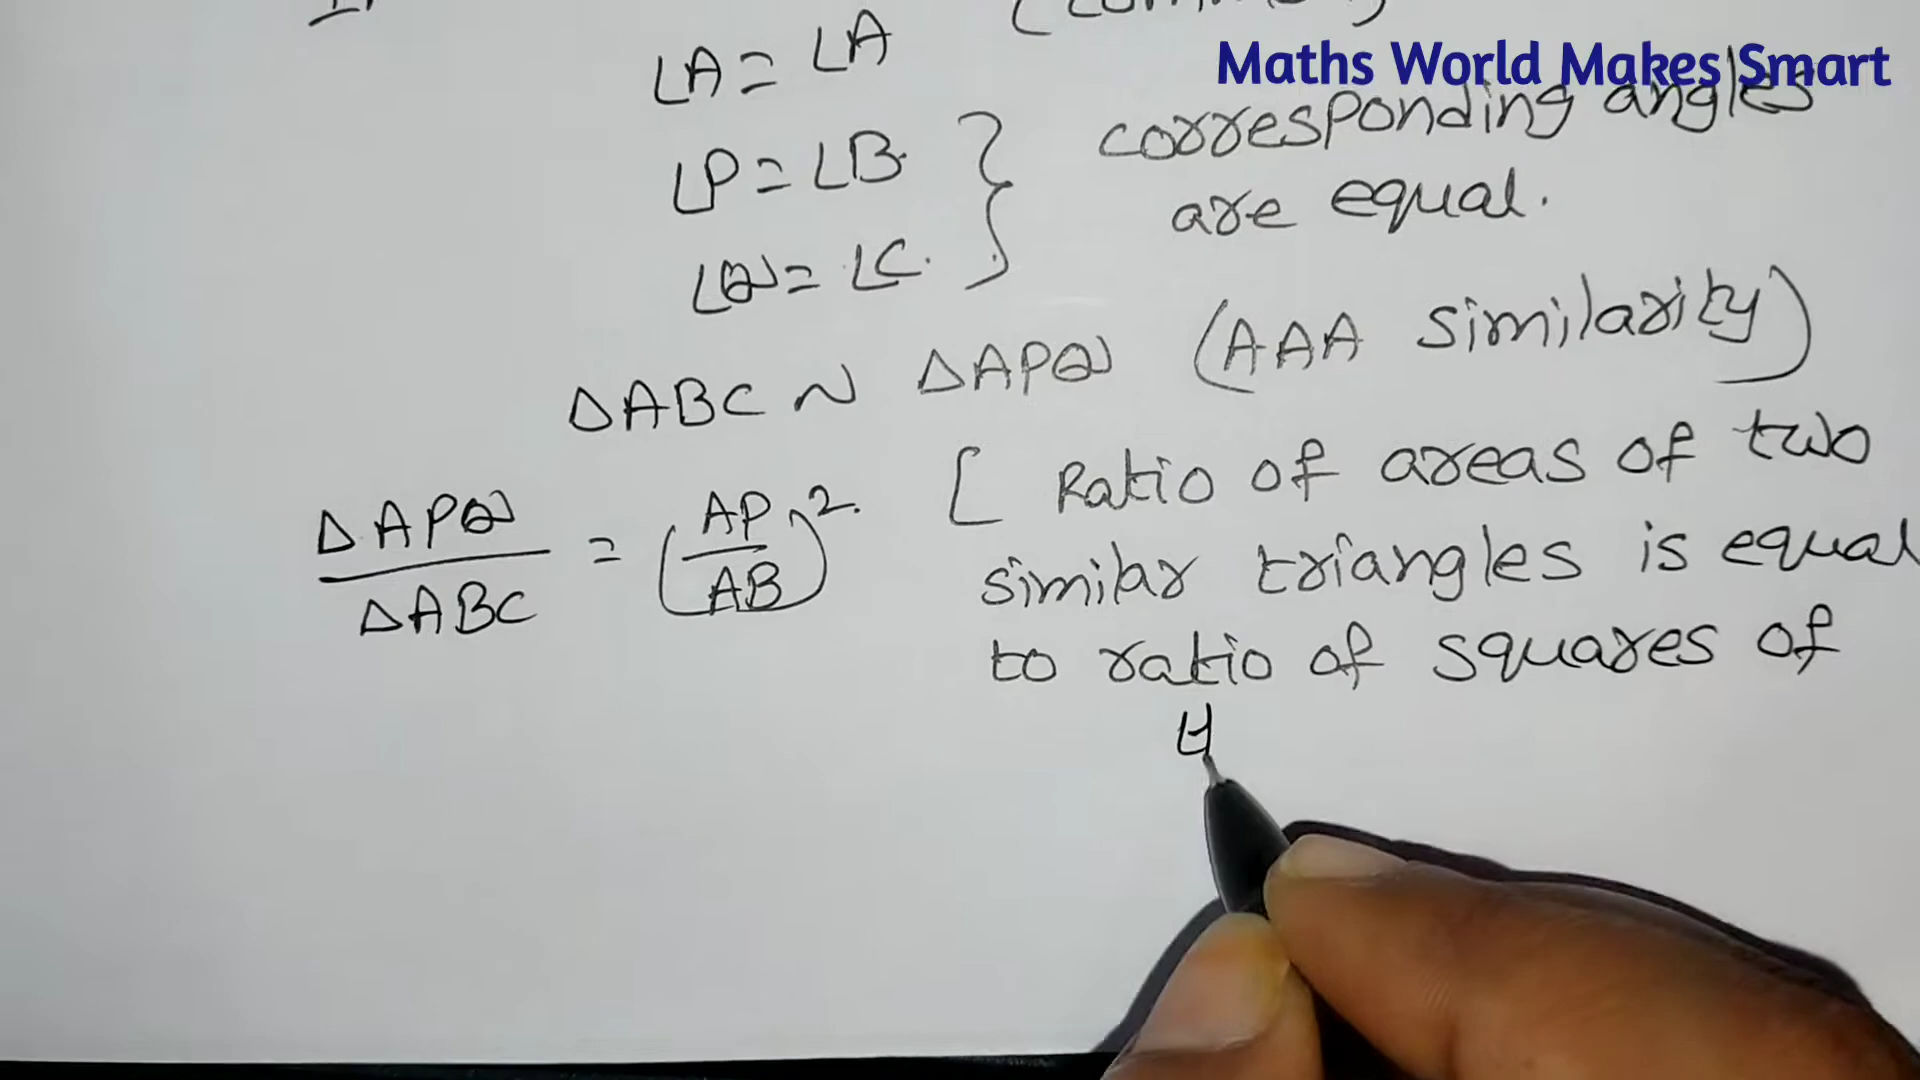 Maths World Makes Smart
∠A = ∠A
∠P = ∠B. } corresponding angles
∠Q = ∠C. are equal.
ΔABC ~ ΔAPQ (AAA similarity)
ΔAPQ/ΔABC = (AP/AB)². [ Ratio of areas of two
similar triangles is equal
to ratio of squares of